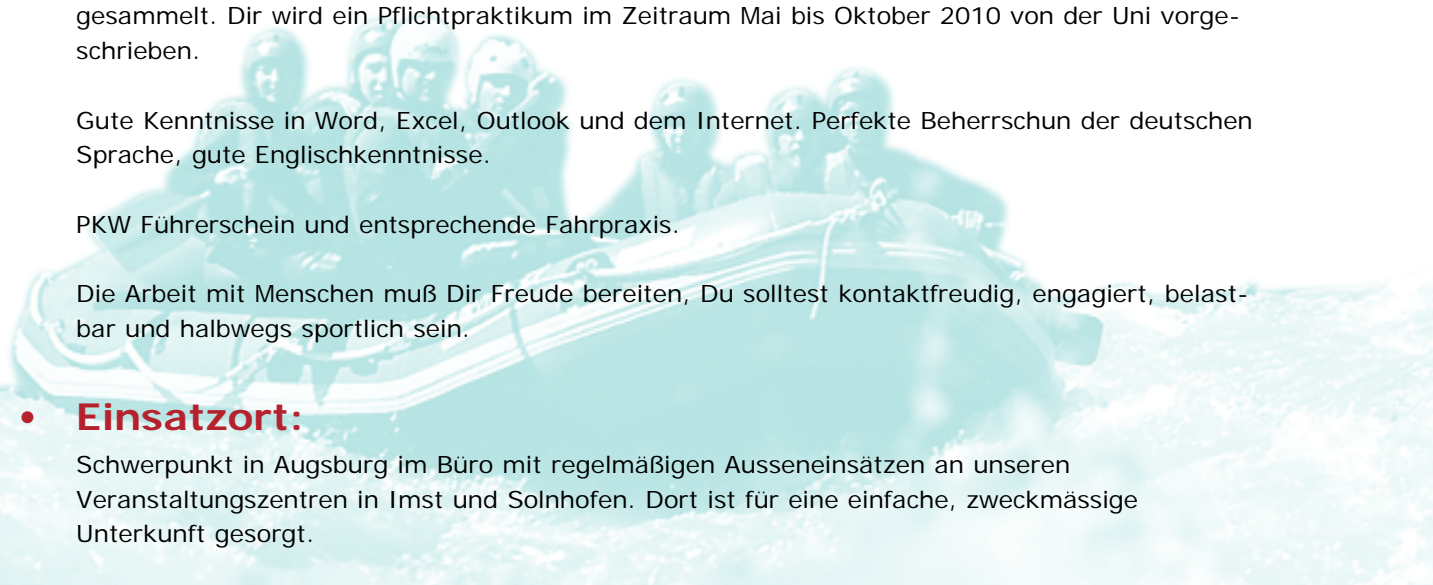 gesammelt. Dir wird ein Pflichtpraktikum im Zeitraum Mai bis Oktober 2010 von der Uni vorge-
schrieben.
Gute Kenntnisse in Word, Excel, Outlook und dem Internet. Perfekte Beherrschun der deutschen
Sprache, gute Englischkenntnisse.
PKW Führerschein und entsprechende Fahrpraxis.
Die Arbeit mit Menschen muß Dir Freude bereiten, Du solltest kontaktfreudig, engagiert, belast-
bar und halbwegs sportlich sein.
• Einsatzort:
Schwerpunkt in Augsburg im Büro mit regelmäßigen Ausseneinsätzen an unseren
Veranstaltungszentren in Imst und Solnhofen. Dort ist für eine einfache, zweckmässige
Unterkunft gesorgt.